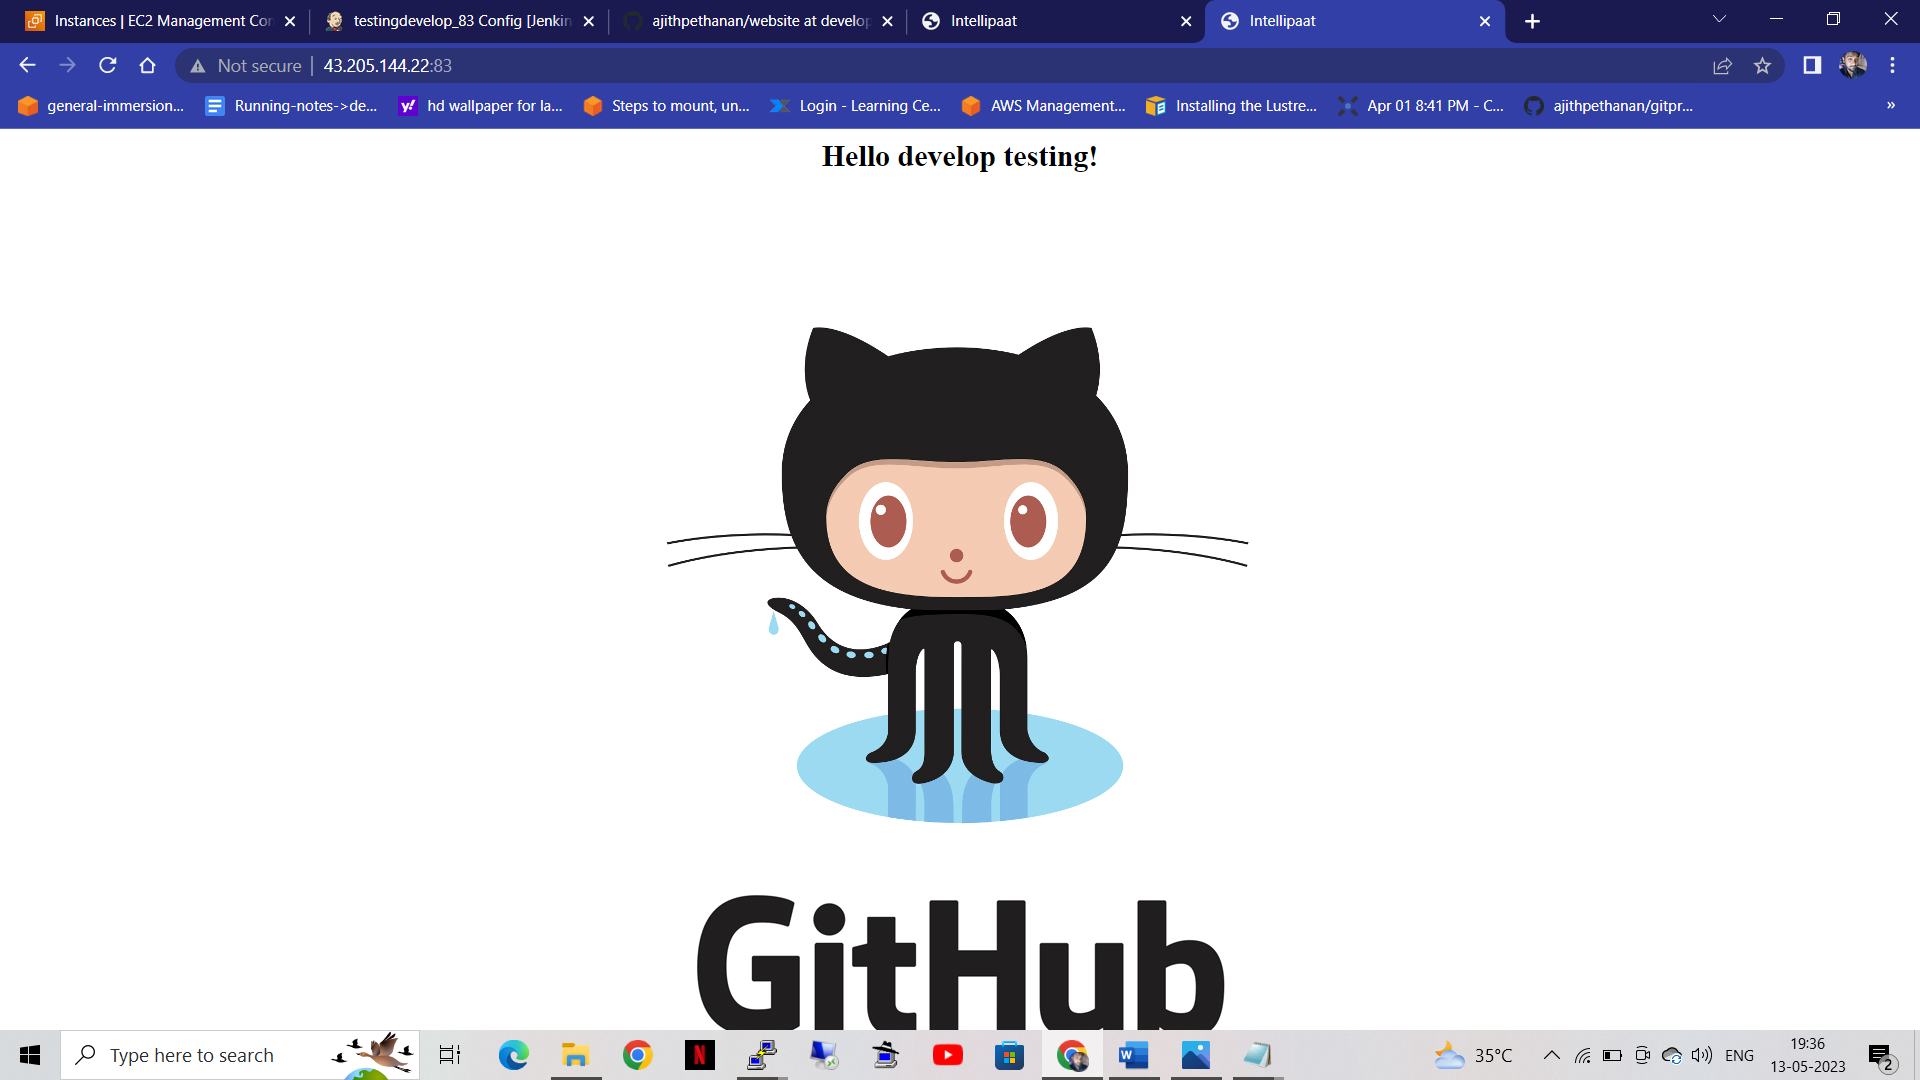 Instances | EC2 Management Con
testingdevelop_83 Config [Jenkin
ajithpethanan/website at develop
Intellipaat
Intellipaat
Not secure
43.205.144.22:83
general-immersion...
Running-notes->de...
y!
hd wallpaper for la...
Steps to mount, un...
Login - Learning Ce...
AWS Management...
Installing the Lustre...
Apr 01 8:41 PM - C...
ajithpethanan/gitpr...
»
Hello develop testing!
GitHub
Type here to search
N
W
35°C
ENG
19:36
13-05-2023
2